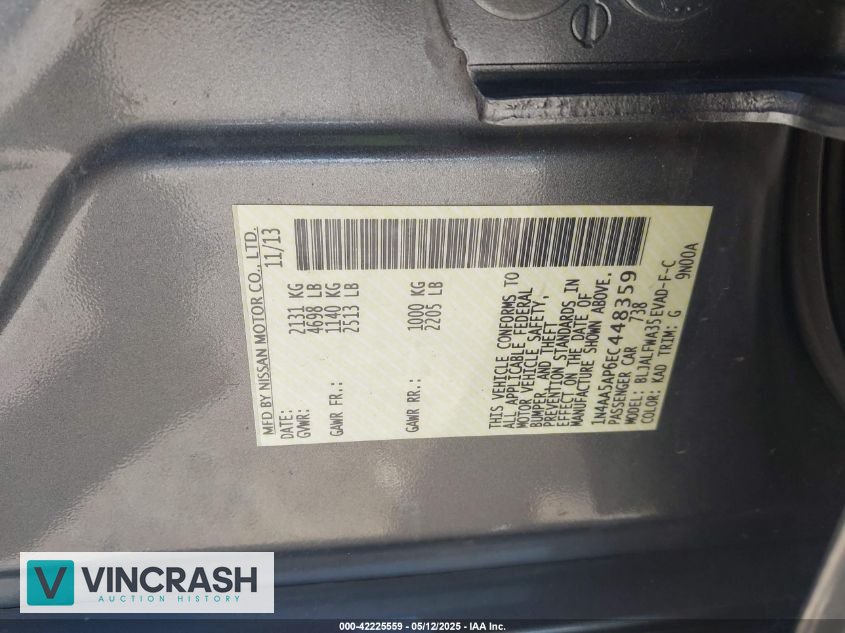 MFD BY NISSAN MOTOR CO., LTD.
DATE: 11/13
GVWR: 2131 KG
4698 LB
GAWR FR.: 1140 KG
2513 LB
GAWR RR.: 1000 KG
2205 LB
THIS VEHICLE CONFORMS TO
ALL APPLICABLE FEDERAL
MOTOR VEHICLE SAFETY,
BUMPER, AND THEFT
PREVENTION STANDARDS IN
EFFECT ON THE DATE OF
MANUFACTURE SHOWN ABOVE.
1N4AA5AP6EC448359
PASSENGER CAR 738
MODEL: BLJALFWA35EVAD-F-C
COLOR: KAD TRIM: G 9N00A
VINCRASH
AUCTION HISTORY
000-42225559 - 05/12/2025 - IAA Inc.